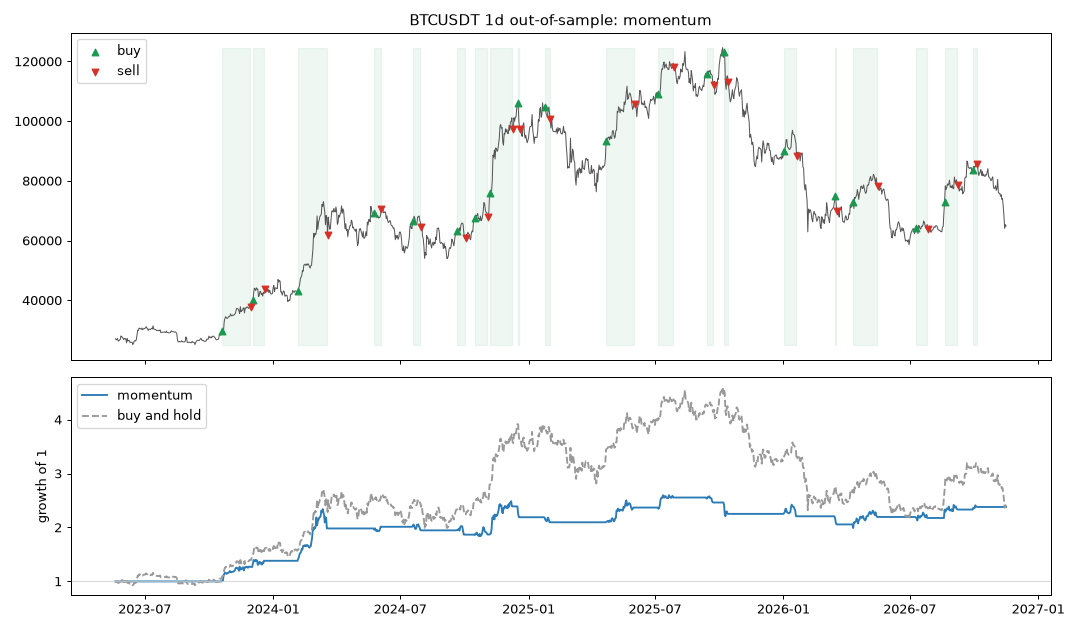 BTCUSDT 1d out-of-sample: momentum
buy
sell
120000
100000
80000
60000
40000
momentum
buy and hold
growth of 1
4
3
2
1
2023-07
2024-01
2024-07
2025-01
2025-07
2026-01
2026-07
2027-01